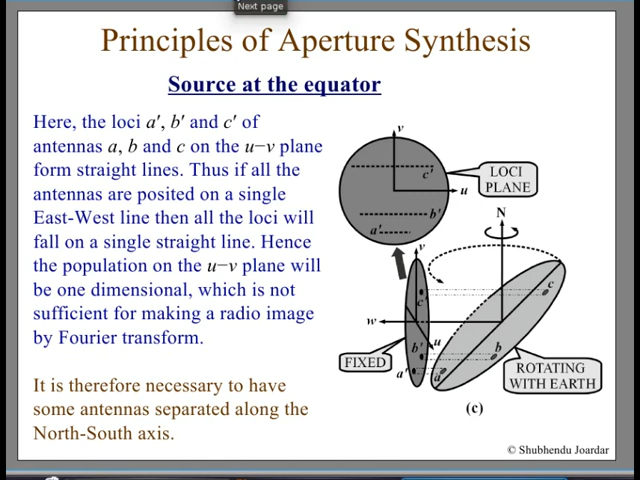 Next page
Principles of Aperture Synthesis
Source at the equator
Here, the loci a′, b′ and c′ of
antennas a, b and c on the u−v plane
form straight lines. Thus if all the
antennas are posited on a single
East-West line then all the loci will
fall on a single straight line. Hence
the population on the u−v plane will
be one dimensional, which is not
sufficient for making a radio image
by Fourier transform.
It is therefore necessary to have
some antennas separated along the
North-South axis.
v
c′
u
b′
a′
LOCI
PLANE
N
v
c
c′
w
u
b′
b
a′
a
FIXED
ROTATING
WITH EARTH
(c)
© Shubhendu Joardar